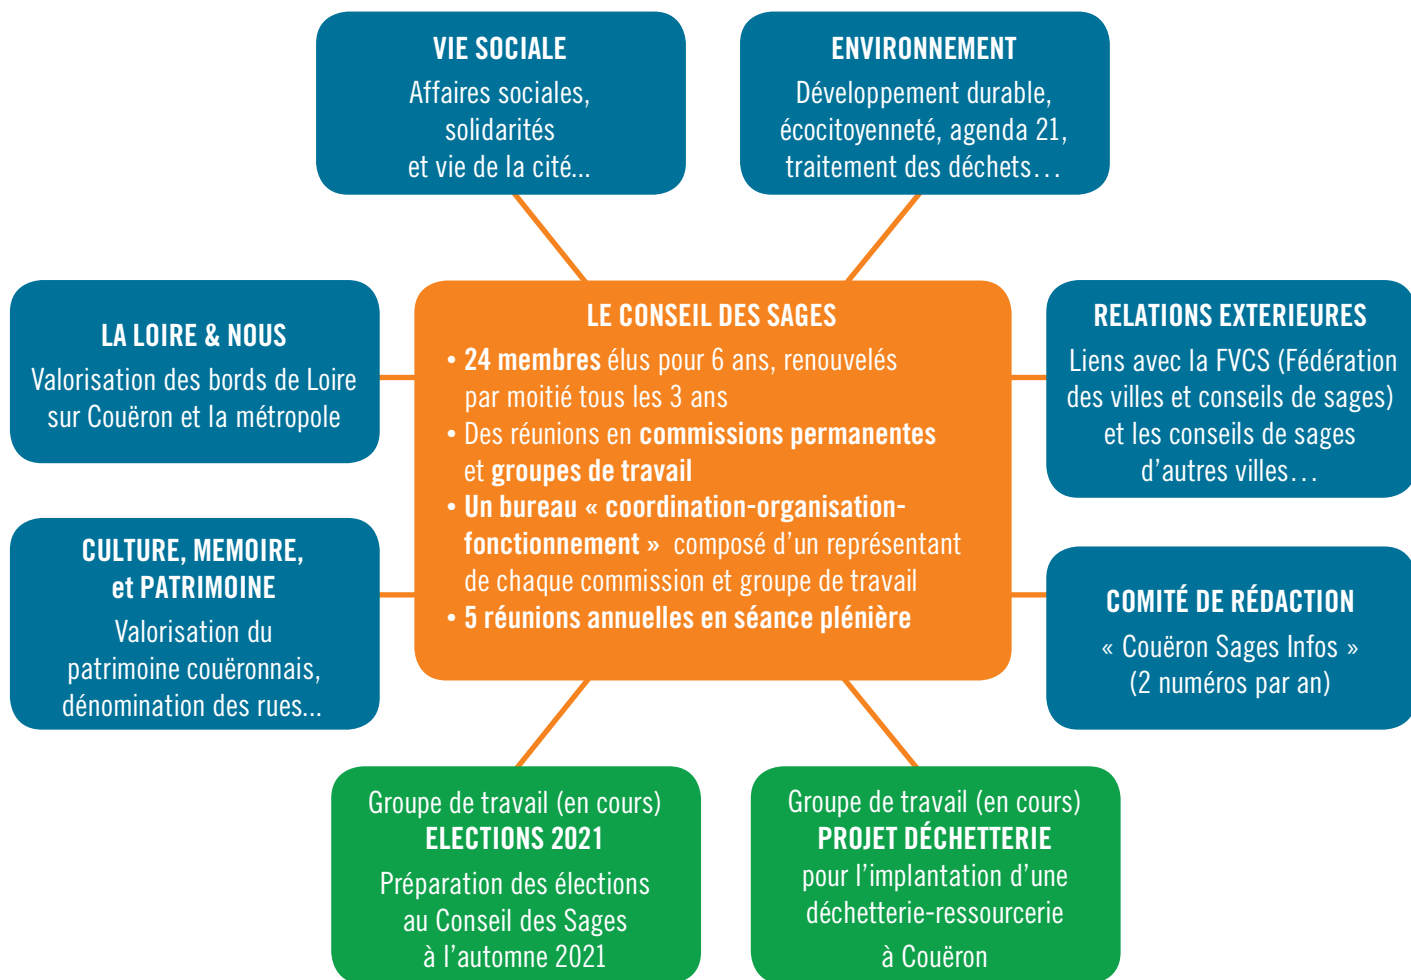 VIE SOCIALE
Affaires sociales,
solidarités
et vie de la cité...
ENVIRONNEMENT
Développement durable,
écocitoyenneté, agenda 21,
traitement des déchets…
LA LOIRE & NOUS
Valorisation des bords de Loire
sur Couëron et la métropole
LE CONSEIL DES SAGES
• 24 membres élus pour 6 ans, renouvelés
par moitié tous les 3 ans
• Des réunions en commissions permanentes
et groupes de travail
• Un bureau « coordination-organisation-
fonctionnement » composé d’un représentant
de chaque commission et groupe de travail
• 5 réunions annuelles en séance plénière
RELATIONS EXTERIEURES
Liens avec la FVCS (Fédération
des villes et conseils de sages)
et les conseils de sages
d’autres villes…
CULTURE, MEMOIRE,
et PATRIMOINE
Valorisation du
patrimoine couëronnais,
dénomination des rues...
COMITÉ DE RÉDACTION
« Couëron Sages Infos »
(2 numéros par an)
Groupe de travail (en cours)
ELECTIONS 2021
Préparation des élections
au Conseil des Sages
à l’automne 2021
Groupe de travail (en cours)
PROJET DÉCHETTERIE
pour l’implantation d’une
déchetterie-ressourcerie
à Couëron